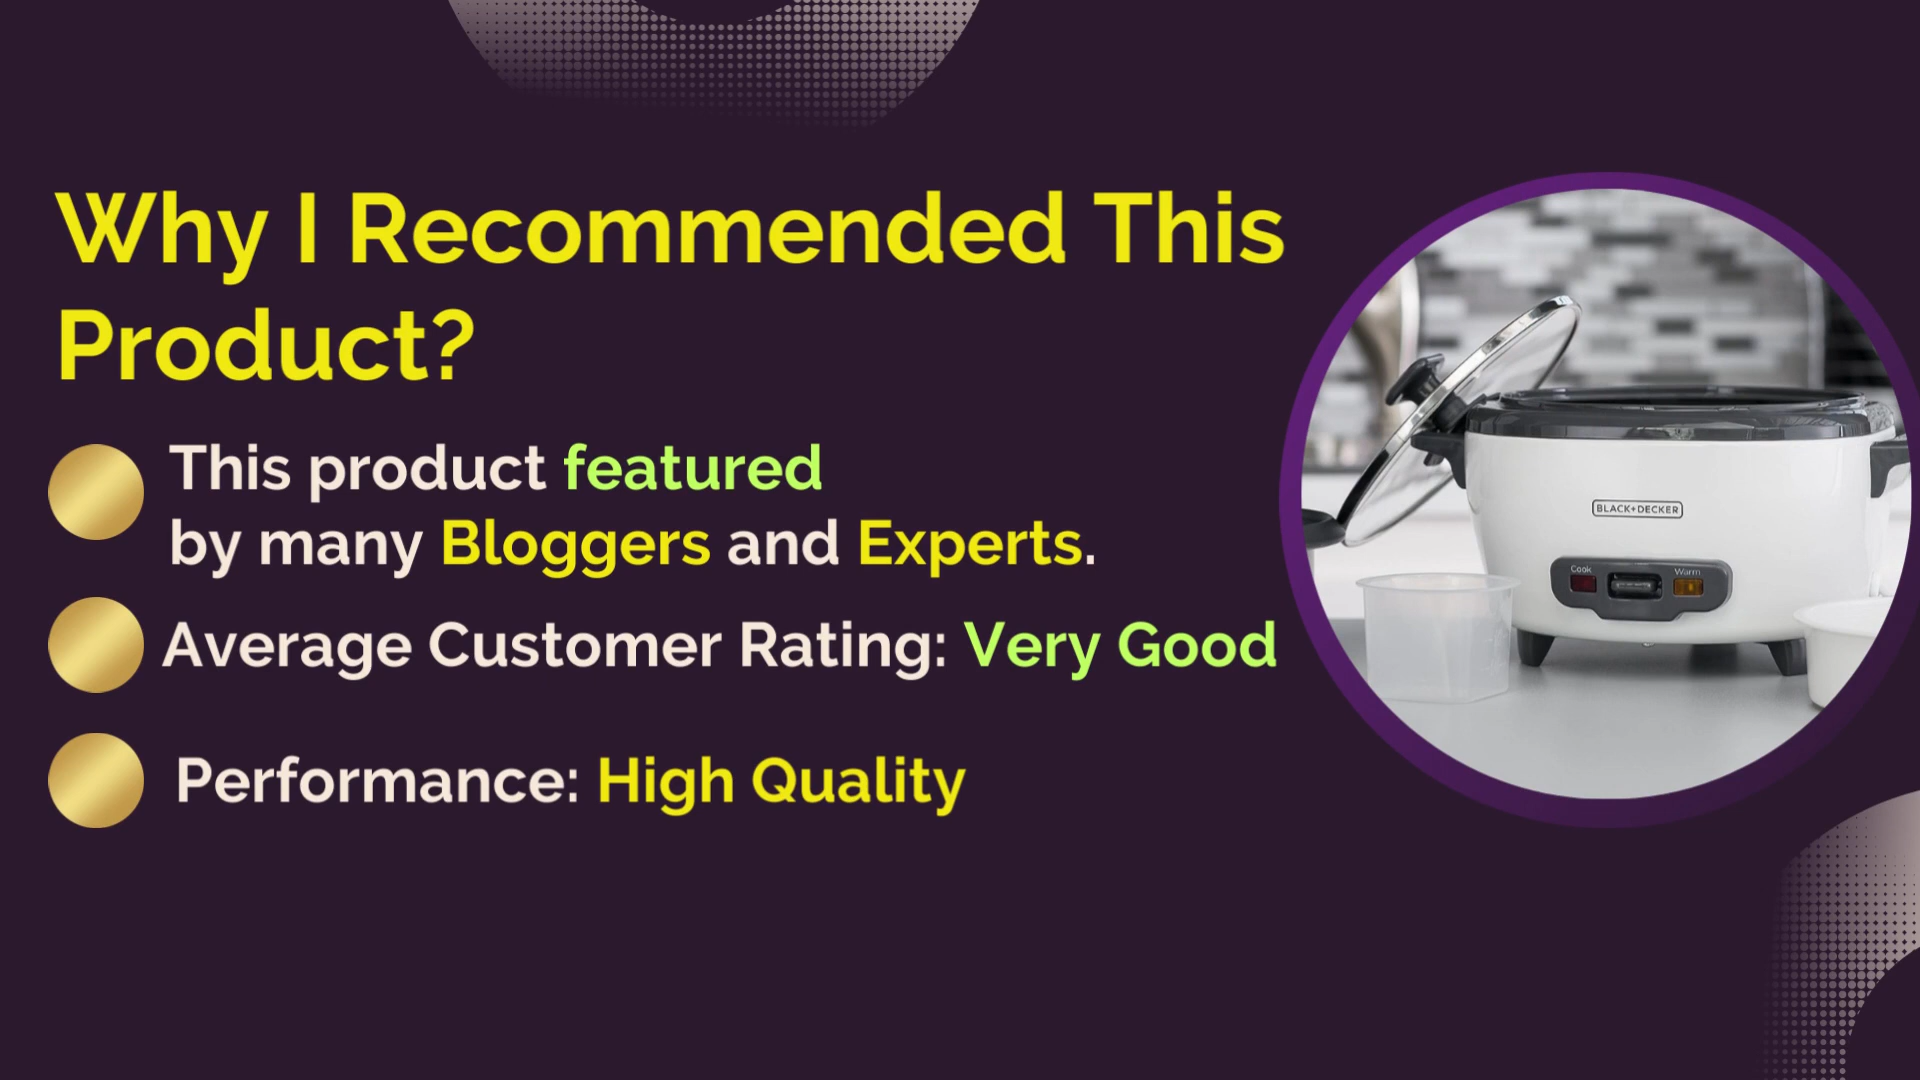 Why I Recommended This
Product?
This product featured
by many Bloggers and Experts.
Average Customer Rating: Very Good
Performance: High Quality
BLACK+DECKER
Cook
Warm